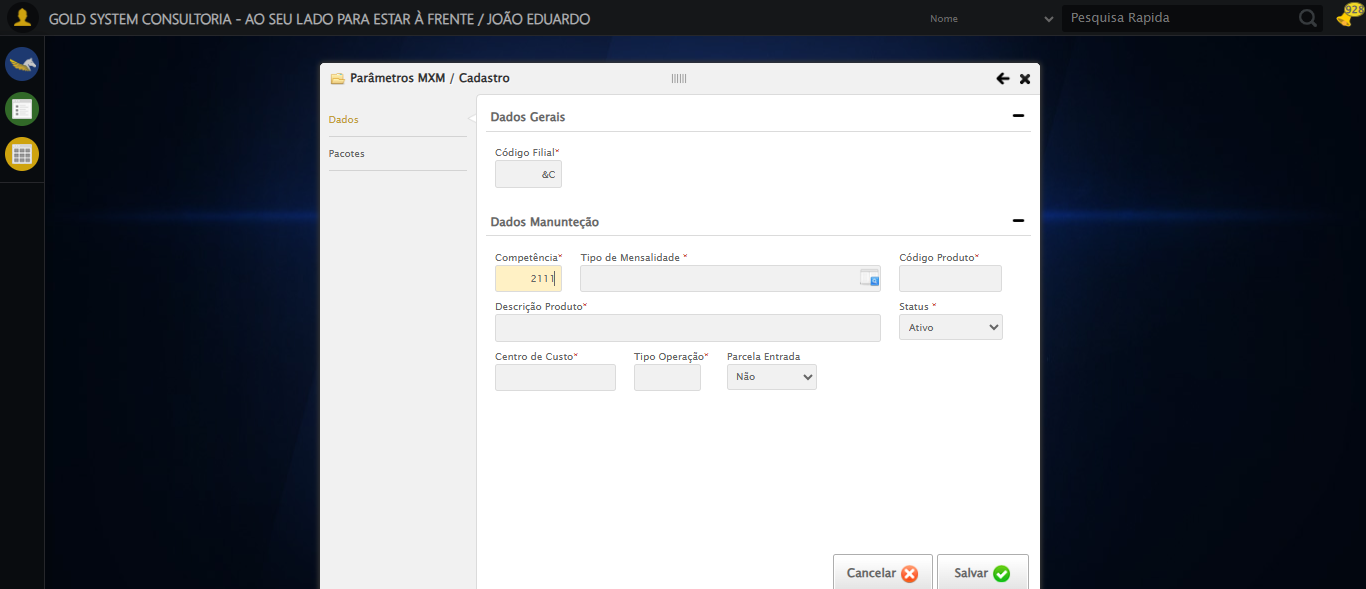 GOLD SYSTEM CONSULTORIA - AO SEU LADO PARA ESTAR À FRENTE / JOÃO EDUARDO
Nome
Pesquisa Rapida
928
Parâmetros MXM / Cadastro
Dados
Pacotes
Dados Gerais
Código Filial*
&C
Dados Manunteção
Competência* Tipo de Mensalidade * Código Produto*
2111
Descrição Produto* Status *
Ativo
Centro de Custo* Tipo Operação* Parcela Entrada
Não
Cancelar Salvar